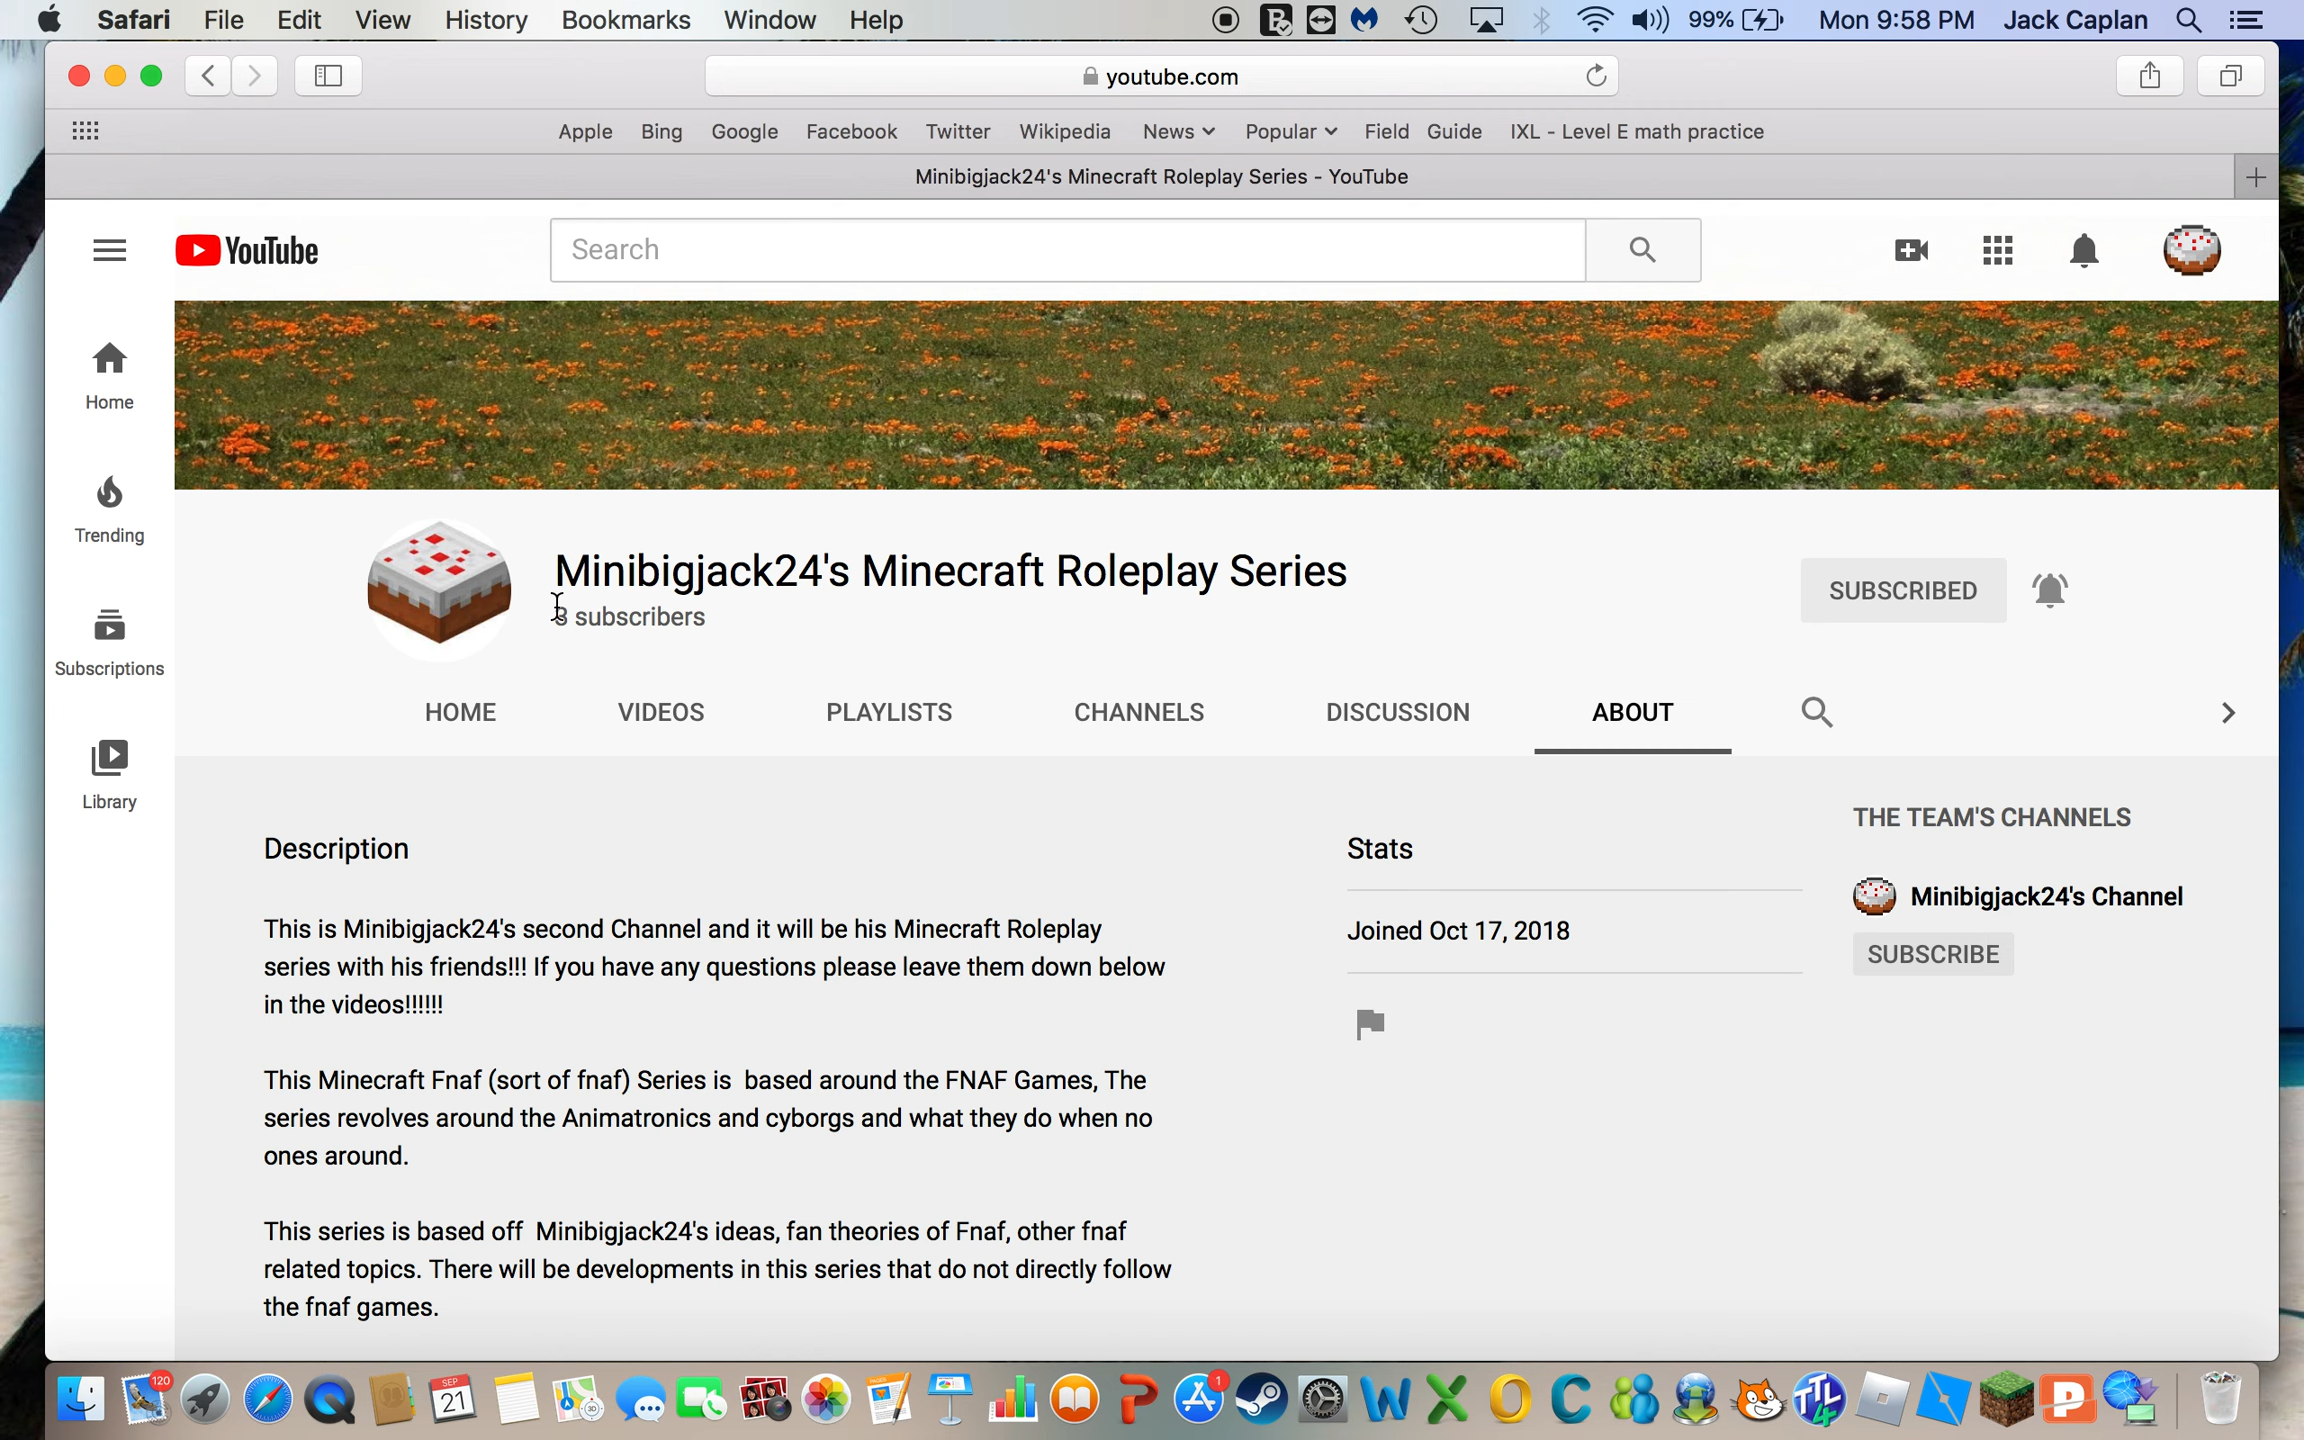 Safari File Edit View History Bookmarks Window Help 99% Mon 9:58 PM Jack Caplan
youtube.com
Apple Bing Google Facebook Twitter Wikipedia News Popular Field Guide IXL - Level E math practice
Minibigjack24's Minecraft Roleplay Series - YouTube
YouTube Search
Home
Trending
Subscriptions
Library
Minibigjack24's Minecraft Roleplay Series
3 subscribers
SUBSCRIBED
HOME VIDEOS PLAYLISTS CHANNELS DISCUSSION ABOUT
Description
This is Minibigjack24's second Channel and it will be his Minecraft Roleplay
series with his friends!!! If you have any questions please leave them down below
in the videos!!!!!!
This Minecraft Fnaf (sort of fnaf) Series is  based around the FNAF Games, The
series revolves around the Animatronics and cyborgs and what they do when no
ones around.
This series is based off  Minibigjack24's ideas, fan theories of Fnaf, other fnaf
related topics. There will be developments in this series that do not directly follow
the fnaf games.
Stats
Joined Oct 17, 2018
THE TEAM'S CHANNELS
Minibigjack24's Channel
SUBSCRIBE
120
SEP
21
3D
1
TTL
4